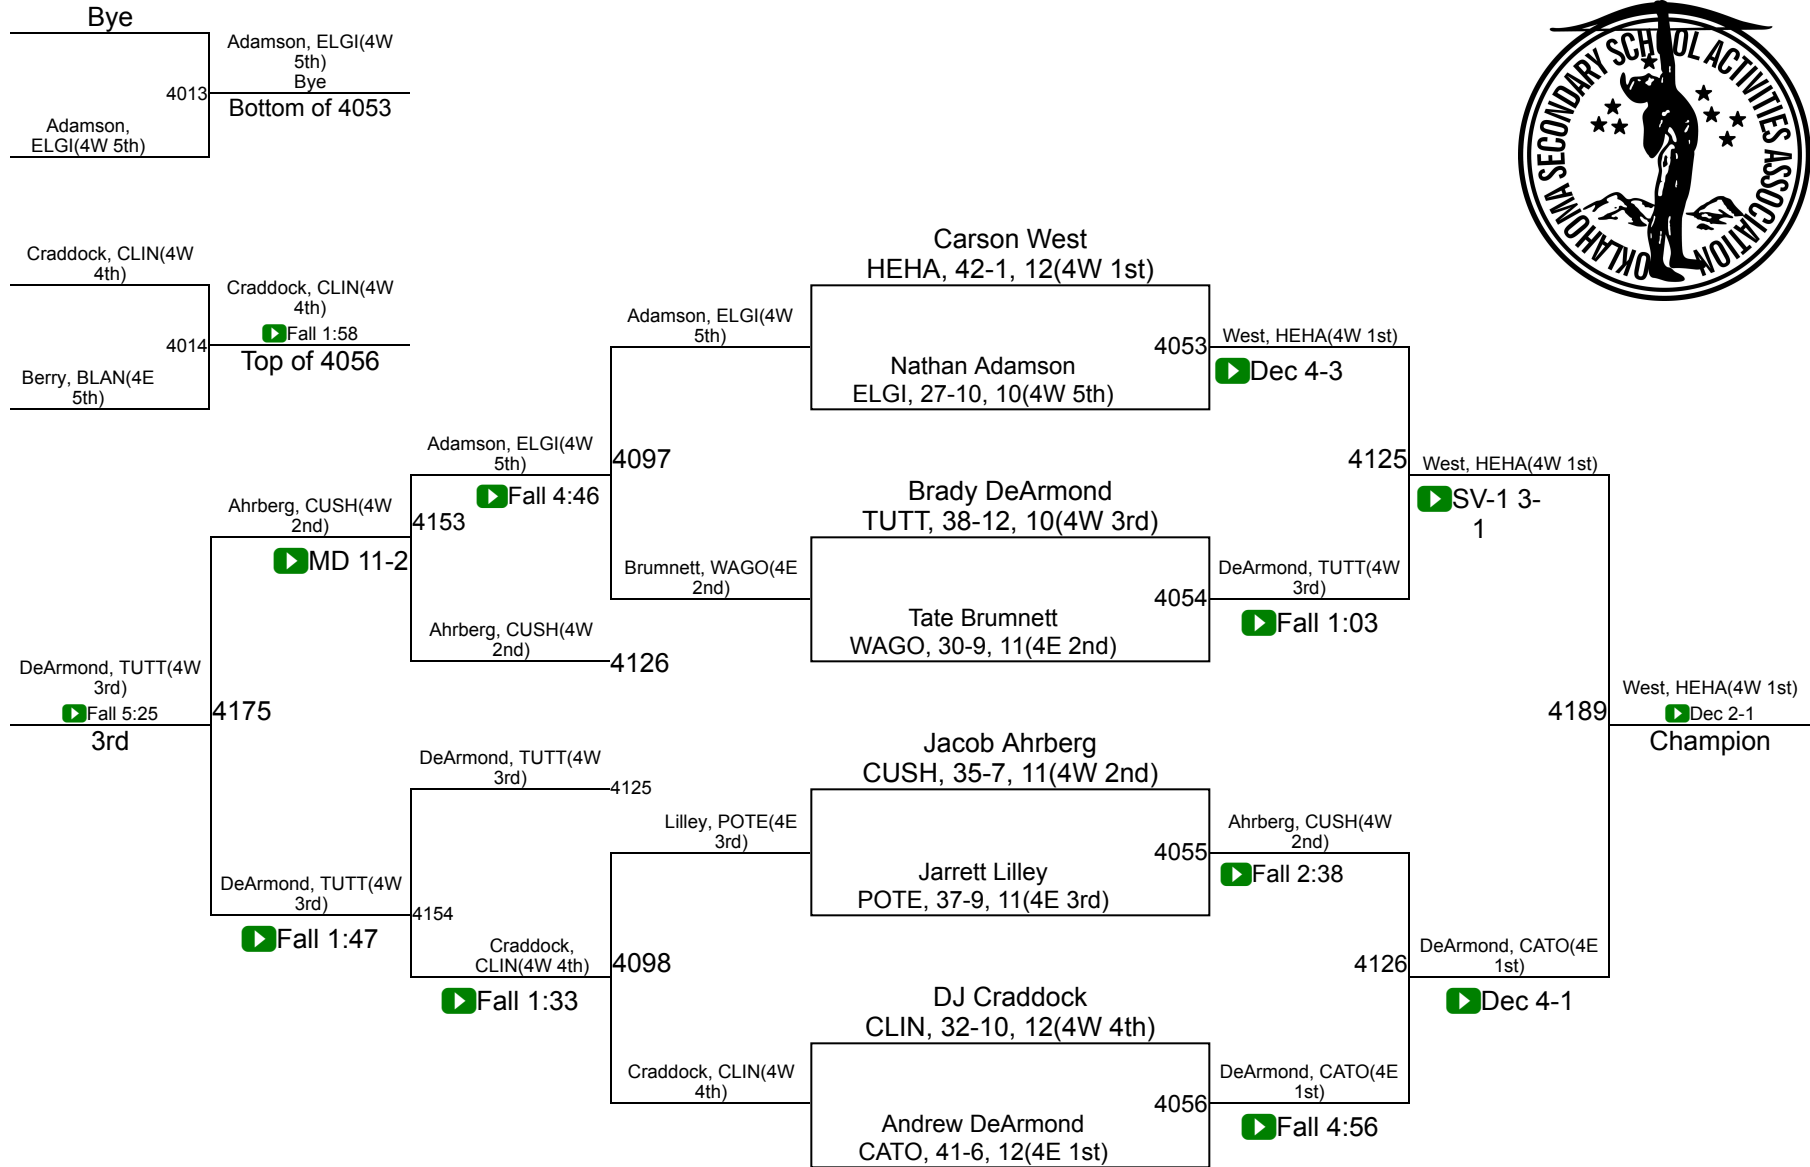 Bye
Adamson, ELGI(4W
5th)
Bye
4013
Bottom of 4053
Adamson,
ELGI(4W 5th)
OKLAHOMA SECONDARY SCHOOL ACTIVITIES ASSOCIATION
Craddock, CLIN(4W
4th)
Craddock, CLIN(4W
4th)
Fall 1:58
4014
Top of 4056
Berry, BLAN(4E
5th)
Carson West
HEHA, 42-1, 12(4W 1st)
Adamson, ELGI(4W
5th)
4053
West, HEHA(4W 1st)
Dec 4-3
Nathan Adamson
ELGI, 27-10, 10(4W 5th)
Adamson, ELGI(4W
5th)
4097
Fall 4:46
4125
West, HEHA(4W 1st)
SV-1 3-
1
Brady DeArmond
TUTT, 38-12, 10(4W 3rd)
Ahrberg, CUSH(4W
2nd)
4153
MD 11-2
Brumnett, WAGO(4E
2nd)
4054
DeArmond, TUTT(4W
3rd)
Fall 1:03
Tate Brumnett
WAGO, 30-9, 11(4E 2nd)
Ahrberg, CUSH(4W
2nd)
4126
DeArmond, TUTT(4W
3rd)
Fall 5:25
3rd
4175
4189
West, HEHA(4W 1st)
Dec 2-1
Champion
Jacob Ahrberg
CUSH, 35-7, 11(4W 2nd)
DeArmond, TUTT(4W
3rd)
4125
Lilley, POTE(4E
3rd)
4055
Ahrberg, CUSH(4W
2nd)
Fall 2:38
Jarrett Lilley
POTE, 37-9, 11(4E 3rd)
DeArmond, TUTT(4W
3rd)
4154
Fall 1:47
Craddock,
CLIN(4W 4th)
4098
Fall 1:33
4126
DeArmond, CATO(4E
1st)
Dec 4-1
DJ Craddock
CLIN, 32-10, 12(4W 4th)
Craddock, CLIN(4W
4th)
4056
DeArmond, CATO(4E
1st)
Fall 4:56
Andrew DeArmond
CATO, 41-6, 12(4E 1st)